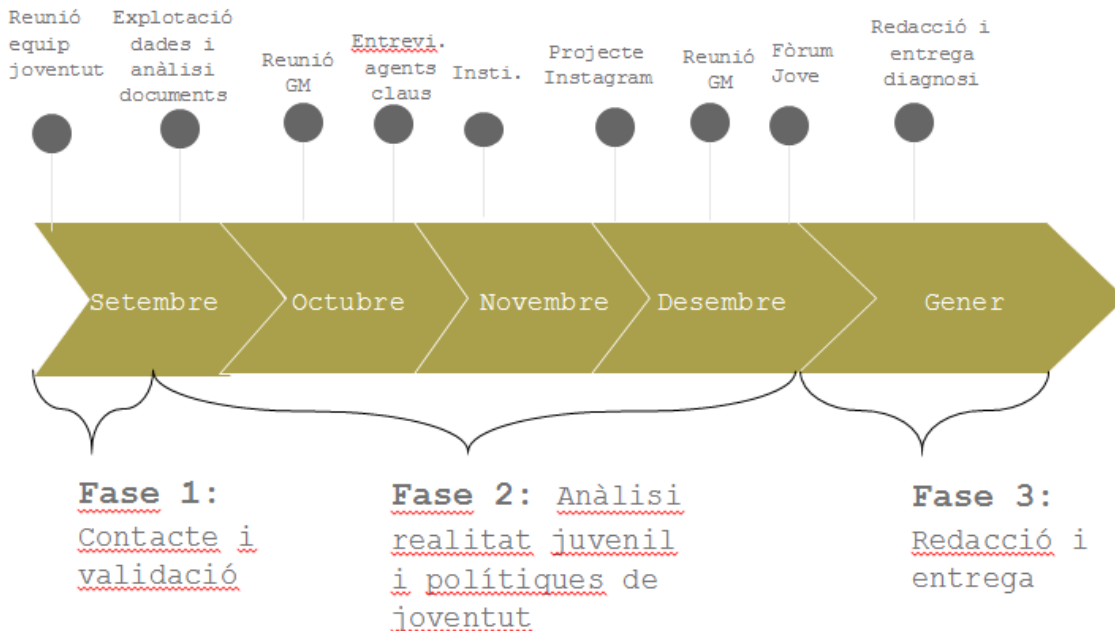 Reunió
equip
joventut
Explotació
dades i
anàlisi
documents
Reunió
GM
Entrevi.
agents
claus
Insti.
Projecte
Instagram
Reunió
GM
Fòrum
Jove
Redacció i
entrega
diagnosi
Setembre
Octubre
Novembre
Desembre
Gener
Fase 1:
Contacte i
validació
Fase 2: Anàlisi
realitat juvenil
i polítiques de
joventut
Fase 3:
Redacció i
entrega